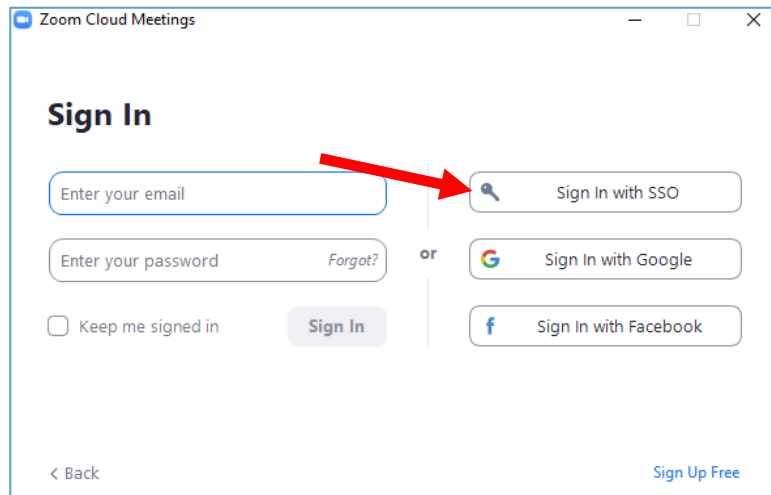 Zoom Cloud Meetings
Sign In
Enter your email
Enter your password
Forgot?
Keep me signed in
Sign In
or
Sign In with SSO
Sign In with Google
Sign In with Facebook
< Back
Sign Up Free